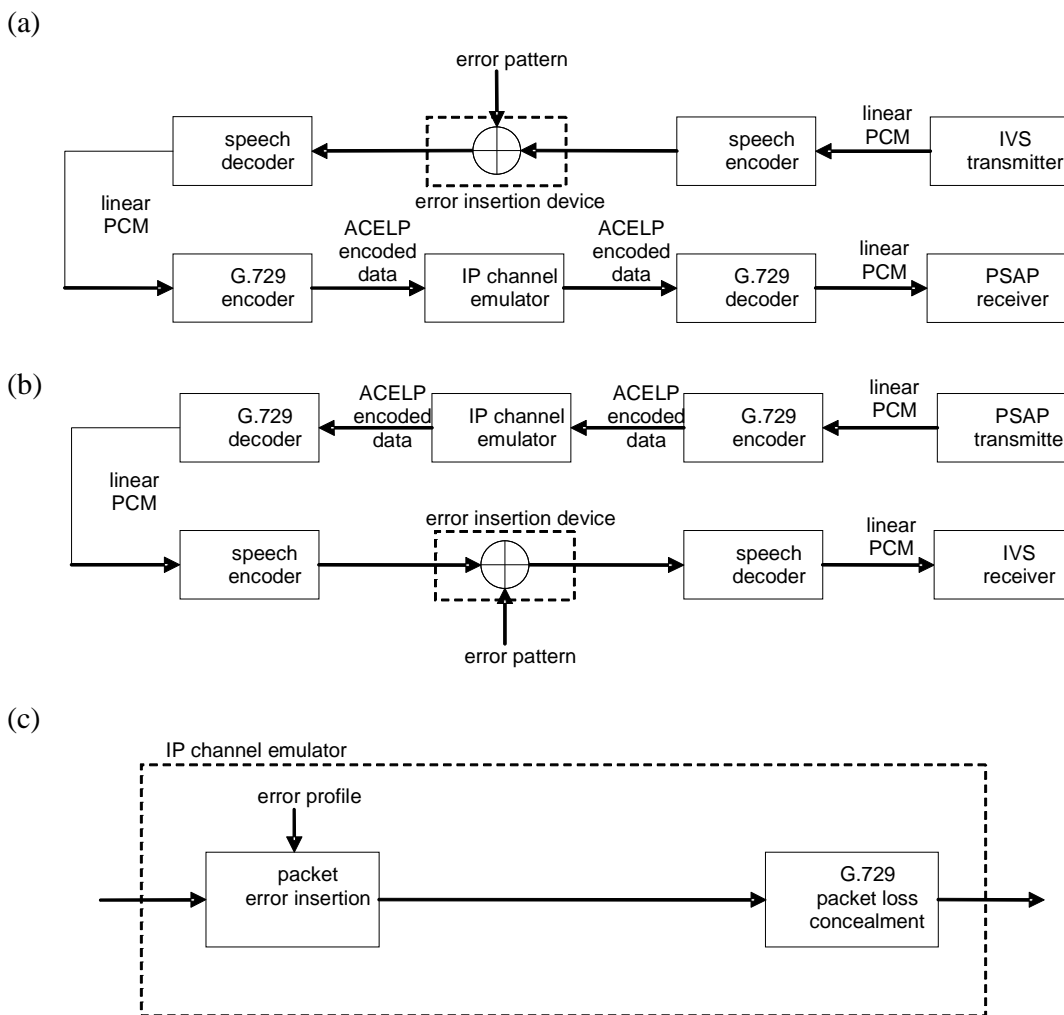 (a)
error pattern
speech
decoder
error insertion device
speech
encoder
linear
PCM
IVS
transmitter
linear
PCM
G.729
encoder
ACELP
encoded
data
IP channel
emulator
ACELP
encoded
data
G.729
decoder
linear
PCM
PSAP
receiver
(b)
G.729
decoder
ACELP
encoded
data
IP channel
emulator
ACELP
encoded
data
G.729
encoder
linear
PCM
PSAP
transmitte
linear
PCM
speech
encoder
error insertion device
error pattern
speech
decoder
linear
PCM
IVS
receiver
(c)
IP channel emulator
error profile
packet
error insertion
G.729
packet loss
concealment